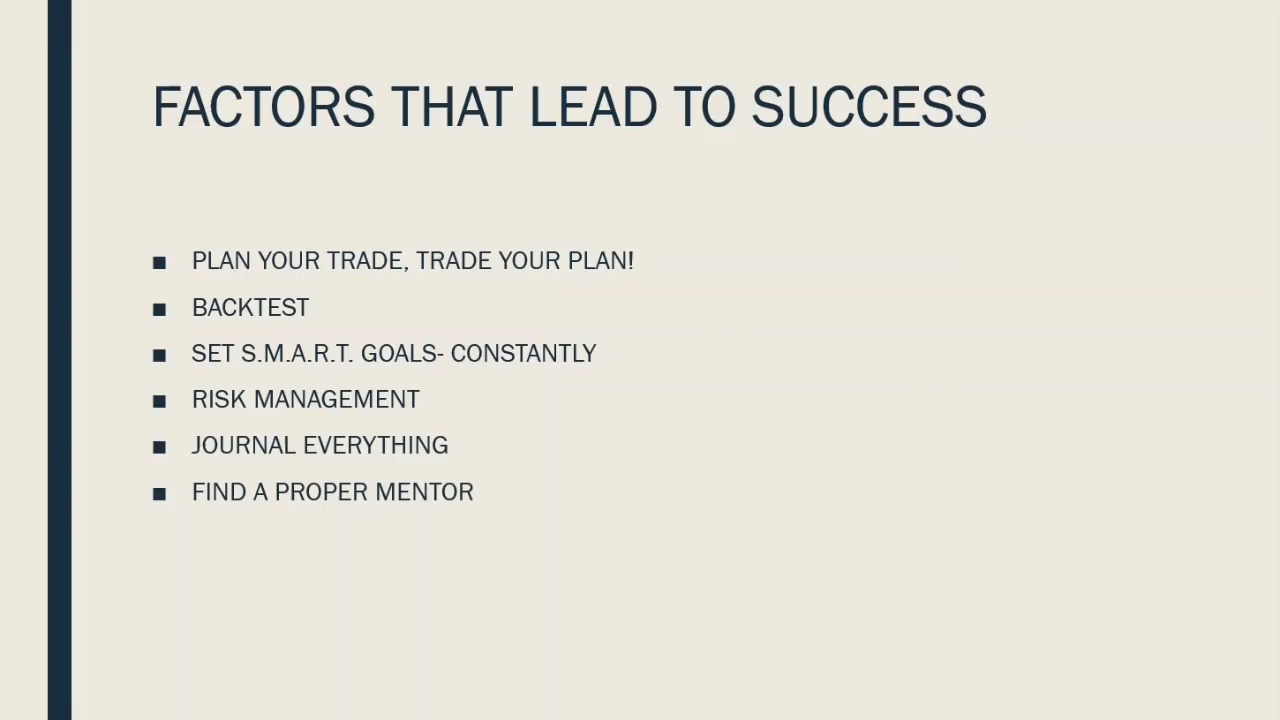 FACTORS THAT LEAD TO SUCCESS
■ PLAN YOUR TRADE, TRADE YOUR PLAN!
■ BACKTEST
■ SET S.M.A.R.T. GOALS- CONSTANTLY
■ RISK MANAGEMENT
■ JOURNAL EVERYTHING
■ FIND A PROPER MENTOR